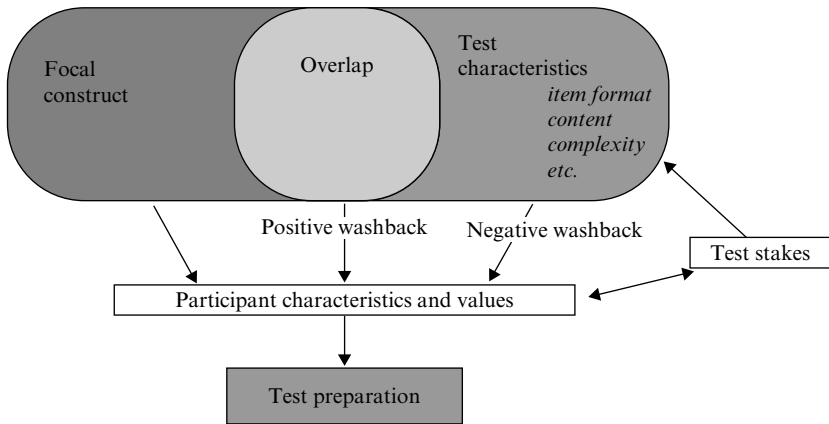 Focal
construct
Overlap
Test
characteristics
item format
content
complexity
etc.
Positive washback
Negative washback
Test stakes
Participant characteristics and values
Test preparation